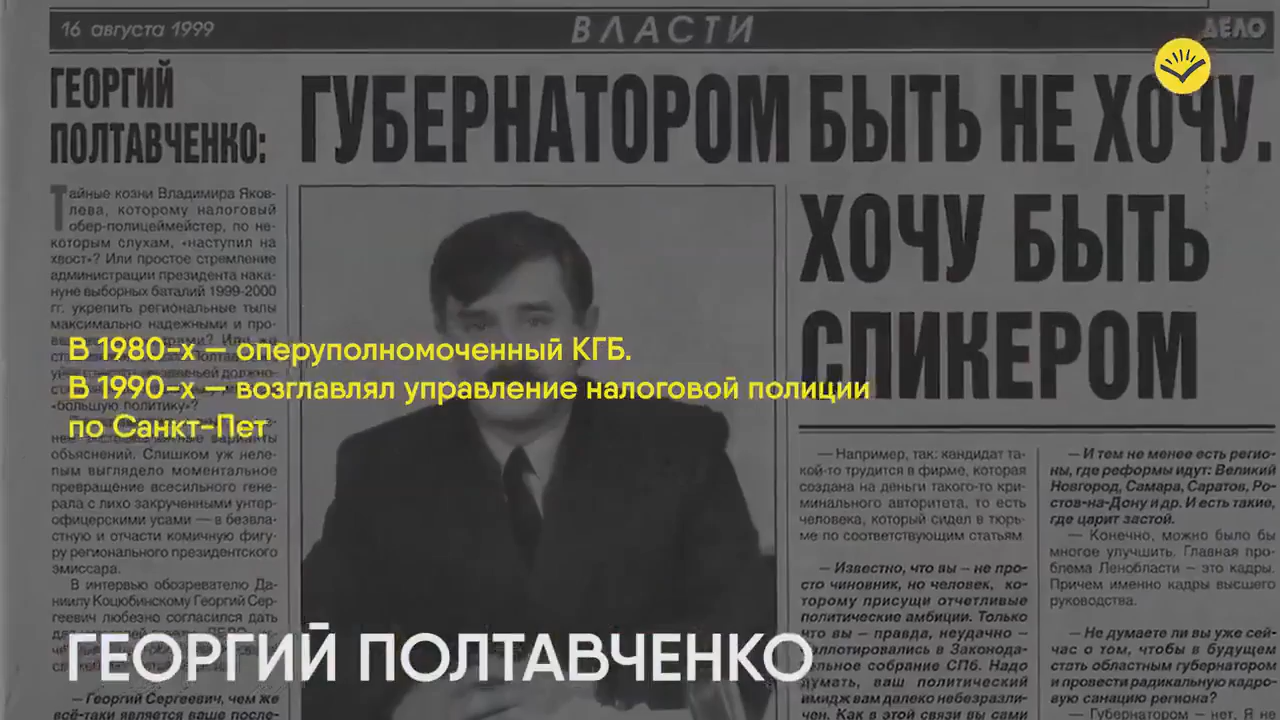 16 августа 1999
ВЛАСТИ
ДЕЛО
ГЕОРГИЙ
ПОЛТАВЧЕНКО:
ГУБЕРНАТОРОМ БЫТЬ НЕ ХОЧУ.
ХОЧУ БЫТЬ
СПИКЕРОМ
Тайные козни Владимира Яков-
лева, которому налоговый
обер-полицеймейстер, по не-
которым слухам, «наступил на
хвост»? Или простое стремление
администрации президента нака-
нуне выборных баталий 1999-2000
гг. укрепить региональные тылы
максимально надежными и про-
«большую политику»?
объяснений. Слишком уж неле-
пым выглядело моментальное
превращение всесильного гене-
рала с лихо закрученными унтер-
офицерскими усами — в безвла-
стную и отчасти комичную фигу-
ру регионального президентского
эмиссара.
В интервью обозревателю Да-
ниилу Коцюбинскому Георгий Сер-
геевич любезно согласился дать
— Георгий Сергеевич, чем же
всё-таки является ваше после-
В 1980-х — оперуполномоченный КГБ.
В 1990-х — возглавлял управление налоговой полиции
по Санкт-Пет
— Например, так: кандидат та-
кой-то трудится в фирме, которая
создана на деньги такого-то кри-
минального авторитета, то есть
человека, который сидел в тюрь-
ме по соответствующим статьям
— Известно, что вы – не про-
сто чиновник, но человек, ко-
торому присущи отчетливые
политические амбиции. Только
что вы – правда, неудачно –
баллотировались в Законода-
тельное собрание СПб. Надо
думать, ваш политический
имидж вам далеко небезразли-
чен. Как в этой связи вы сами
— И тем не менее есть регио-
ны, где реформы идут: Великий
Новгород, Самара, Саратов, Ро-
стов-на-Дону и др. И есть такие,
где царит застой.
— Конечно, можно было бы
многое улучшить. Главная про-
блема Ленобласти – это кадры.
Причем именно кадры высшего
руководства.
— Не думаете ли вы уже сей-
час о том, чтобы в будущем
стать областным губернатором
и провести радикальную кадро-
вую санацию региона?
— Губернатором – нет. Я не
ГЕОРГИЙ ПОЛТАВЧЕНКО